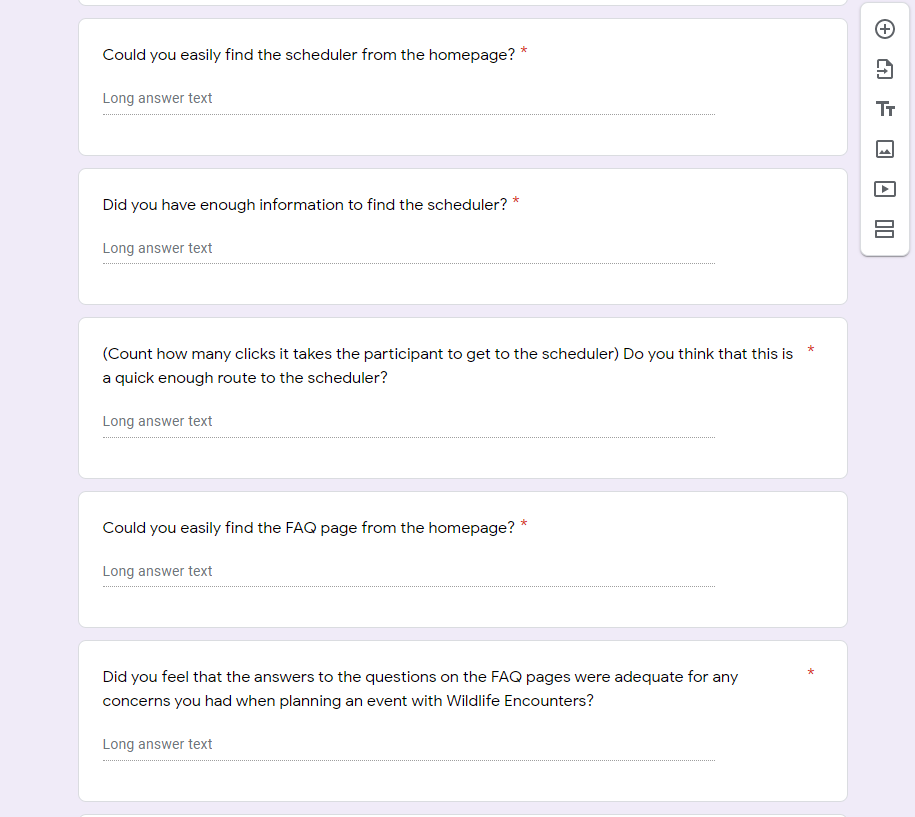 Could you easily find the scheduler from the homepage? *
Long answer text
Did you have enough information to find the scheduler? *
Long answer text
(Count how many clicks it takes the participant to get to the scheduler) Do you think that this is *
a quick enough route to the scheduler?
Long answer text
Could you easily find the FAQ page from the homepage? *
Long answer text
Did you feel that the answers to the questions on the FAQ pages were adequate for any *
concerns you had when planning an event with Wildlife Encounters?
Long answer text